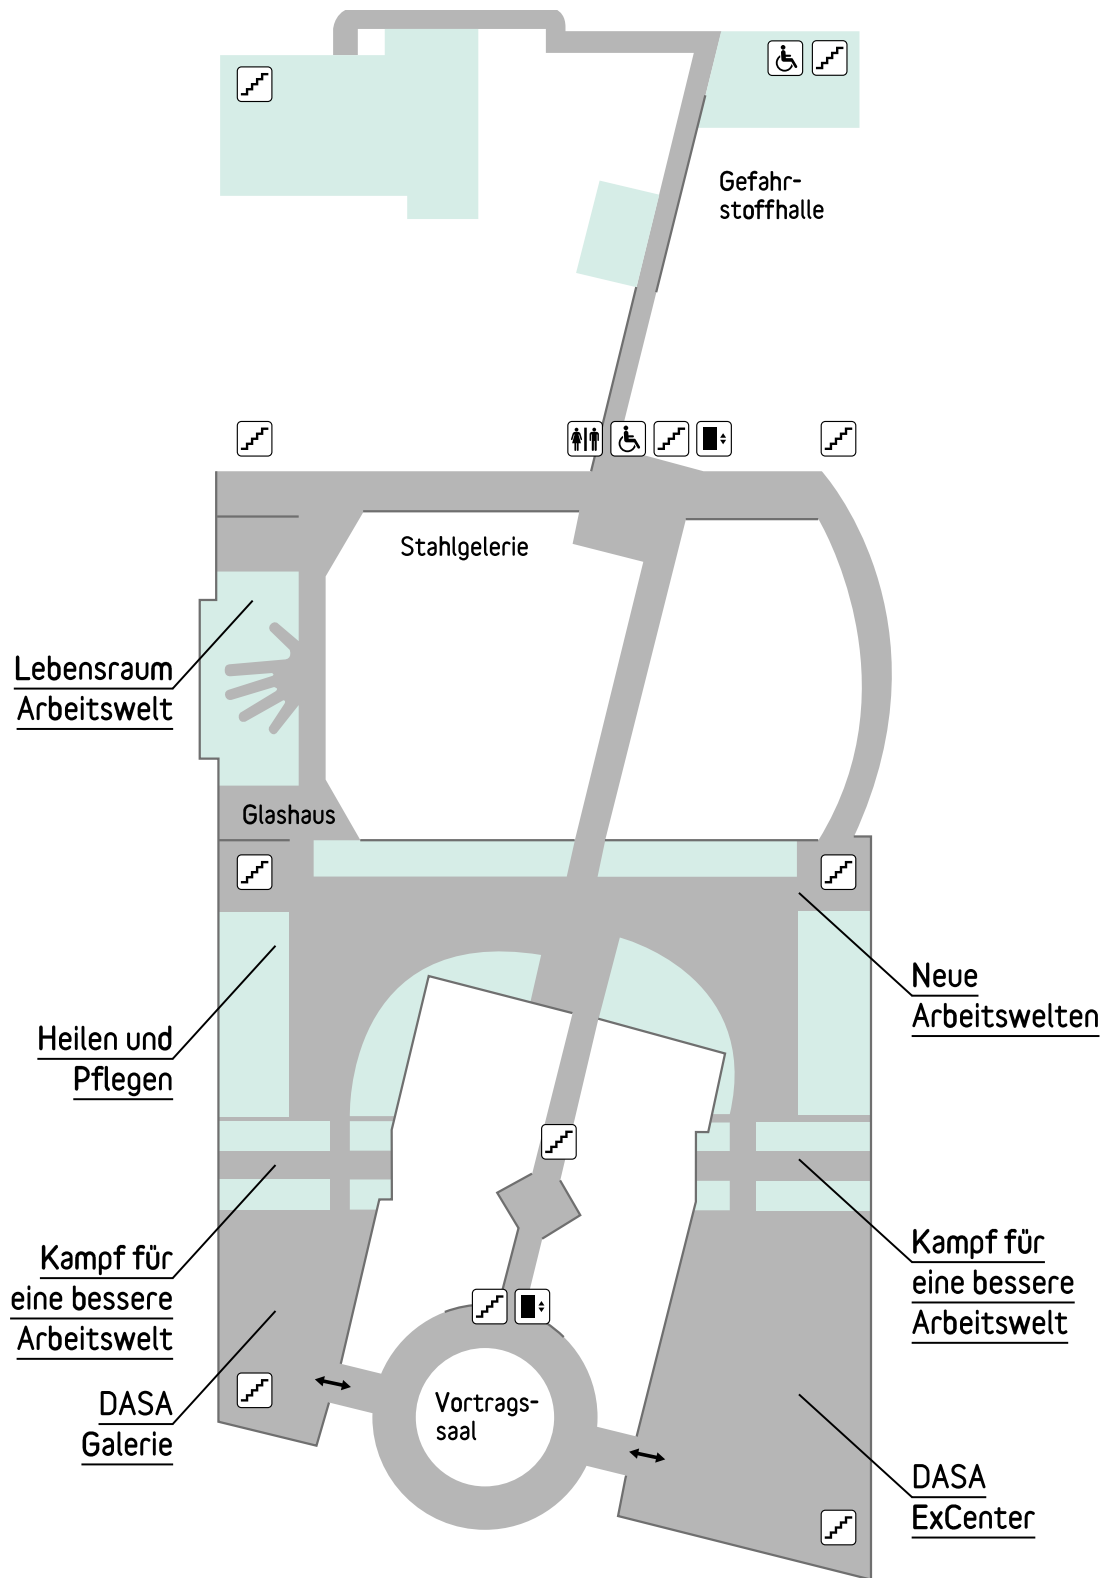 Gefahr-
stoffhalle
Stahlgelerie
Lebensraum
Arbeitswelt
Glashaus
Neue
Arbeitswelten
Heilen und
Pflegen
Kampf für
eine bessere
Arbeitswelt
Kampf für
eine bessere
Arbeitswelt
DASA
Galerie
Vortrags-
saal
DASA
ExCenter